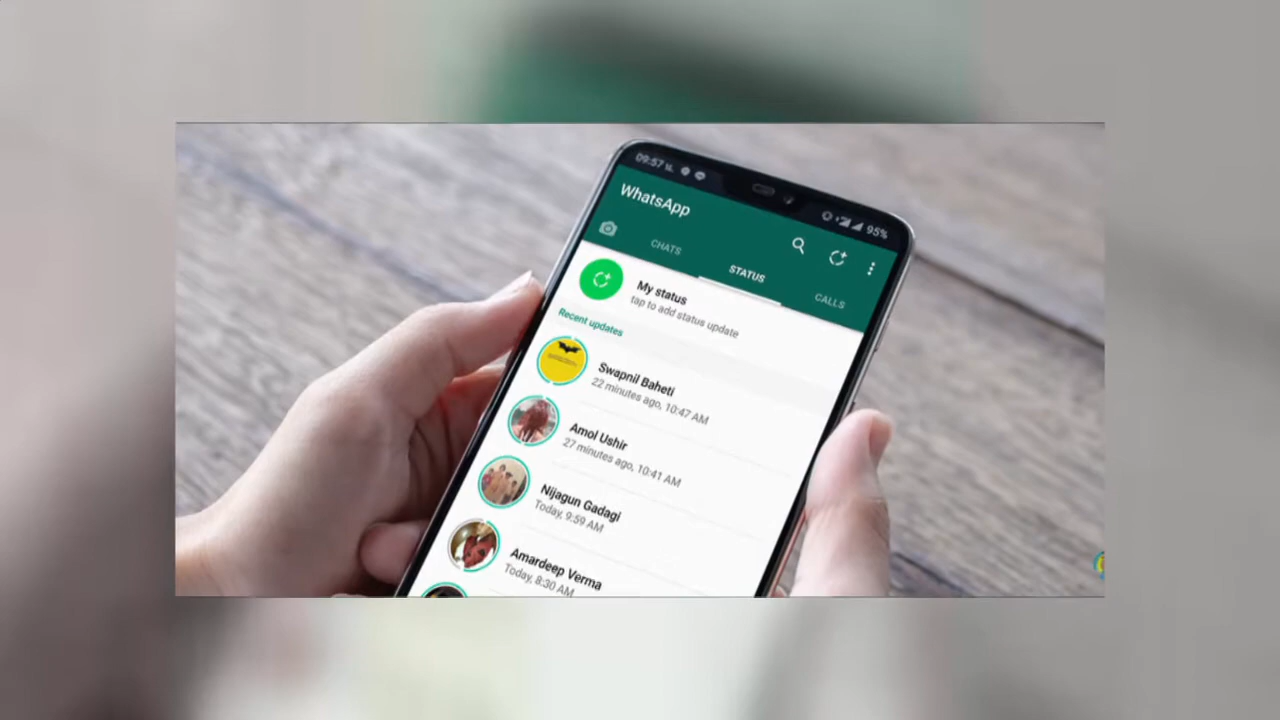 09:57 น.
95%
WhatsApp
CHATS
STATUS
CALLS
My status
tap to add status update
Recent updates
Swapnil Baheti
22 minutes ago, 10:47 AM
Amol Ushir
27 minutes ago, 10:41 AM
Nijagun Gadagi
Today, 9:59 AM
Amardeep Verma
Today, 8:30 AM